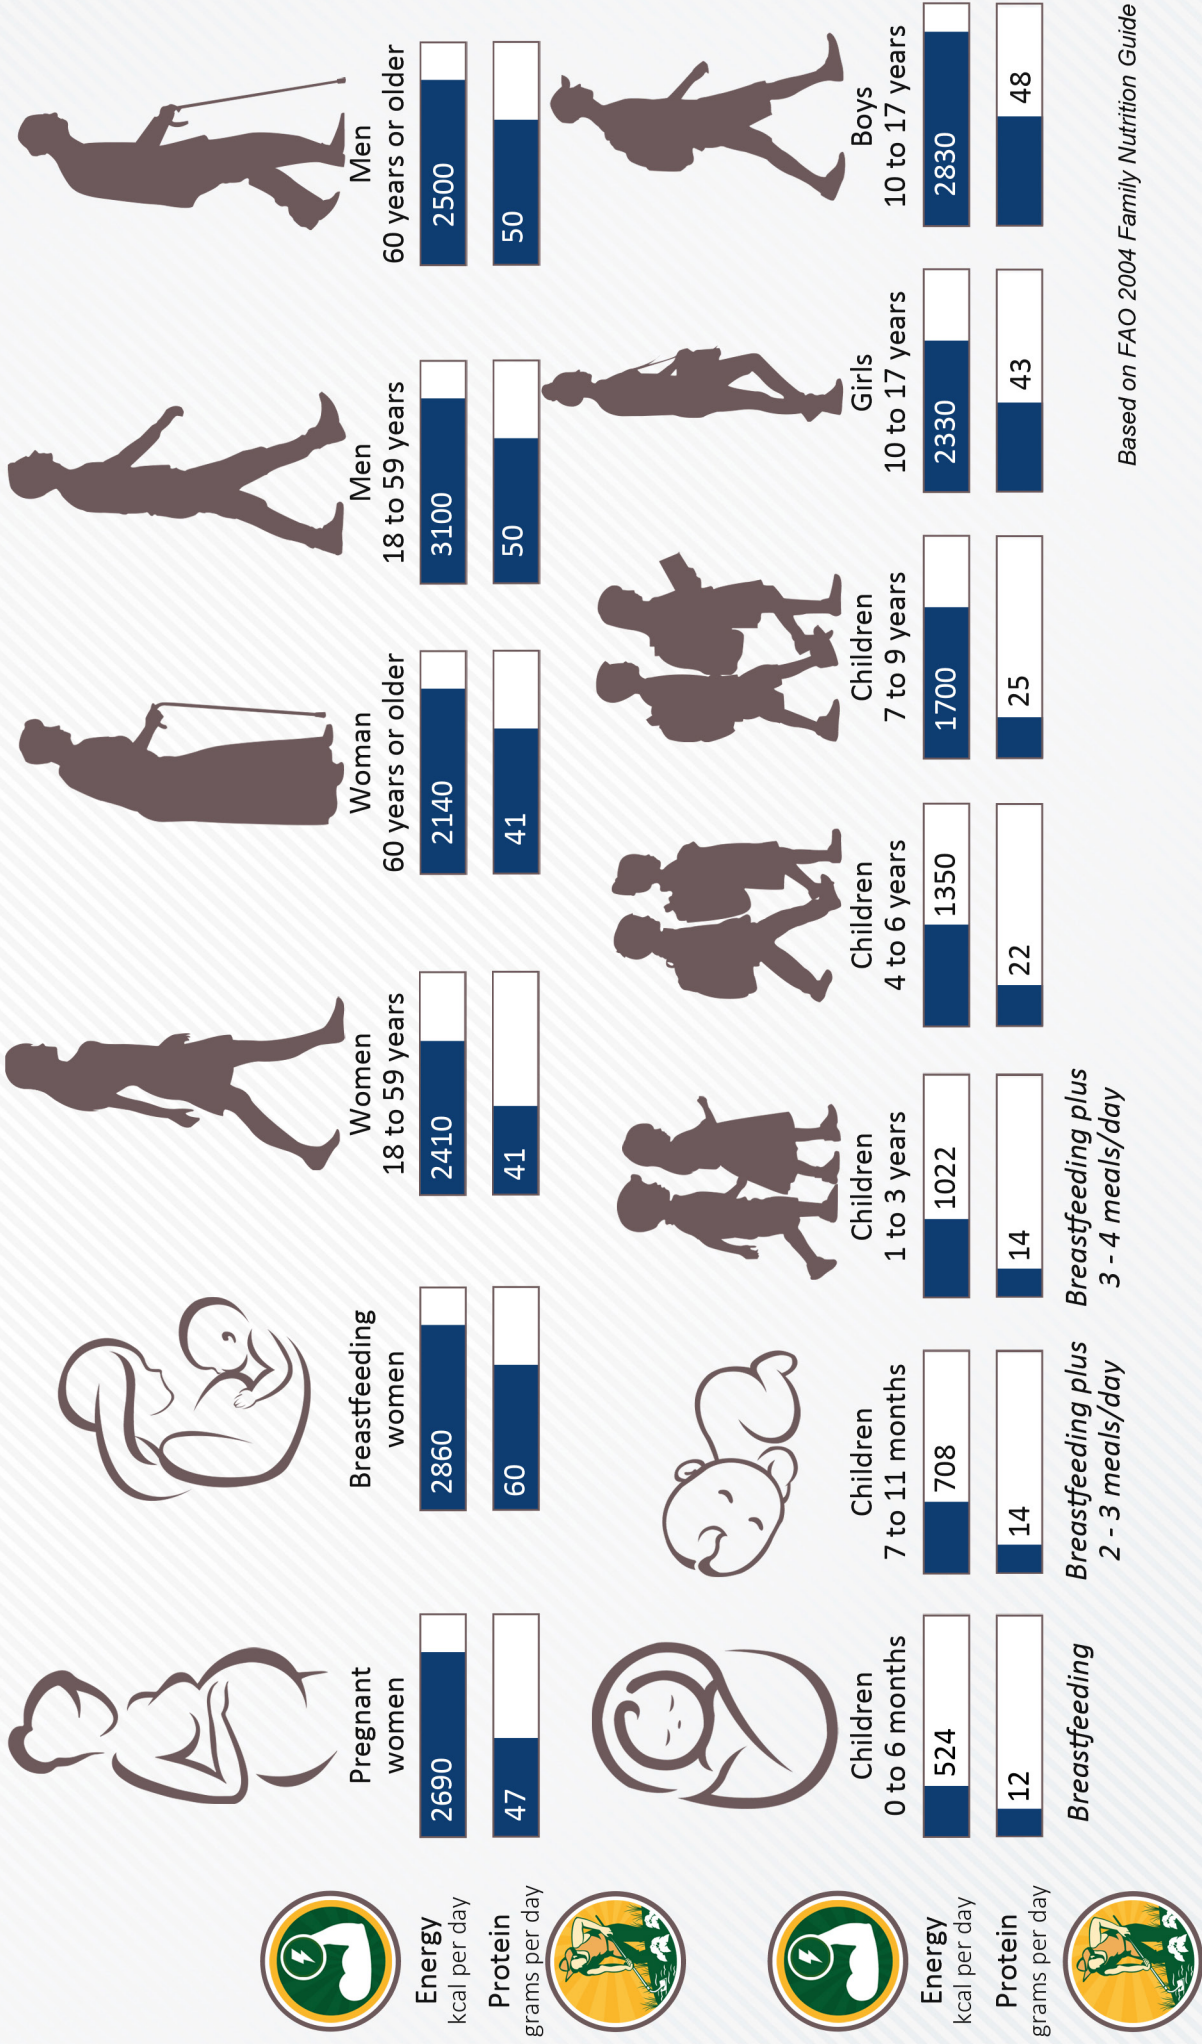 Energy
kcal per day
Protein
grams per day
Pregnant
women
2690
47
Breastfeeding
women
2860
60
Women
18 to 59 years
2410
41
Woman
60 years or older
2140
41
Men
18 to 59 years
3100
50
Men
60 years or older
2500
50
Energy
kcal per day
Protein
grams per day
Children
0 to 6 months
524
12
Breastfeeding
Children
7 to 11 months
708
14
Breastfeeding plus
2 - 3 meals/day
Children
1 to 3 years
1022
14
Breastfeeding plus
3 - 4 meals/day
Children
4 to 6 years
1350
22
Children
7 to 9 years
1700
25
Girls
10 to 17 years
2330
43
Boys
10 to 17 years
2830
48
Based on FAO 2004 Family Nutrition Guide